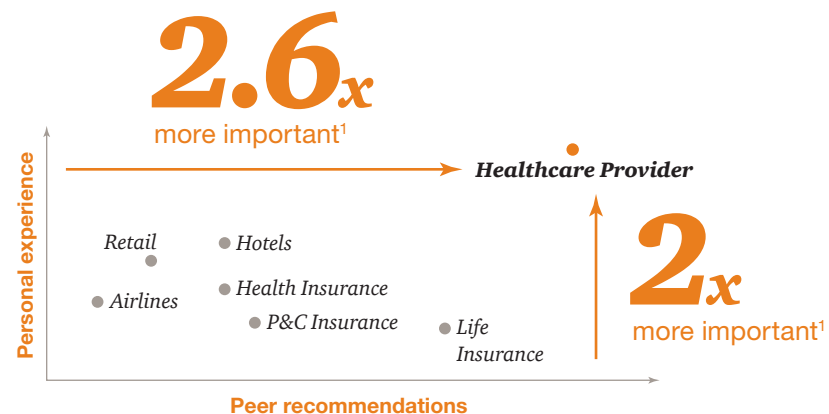 2.6x
more important¹
Personal experience
Healthcare Provider
Retail
Hotels
Airlines
Health Insurance
P&C Insurance
Life
Insurance
2x
more important¹
Peer recommendations